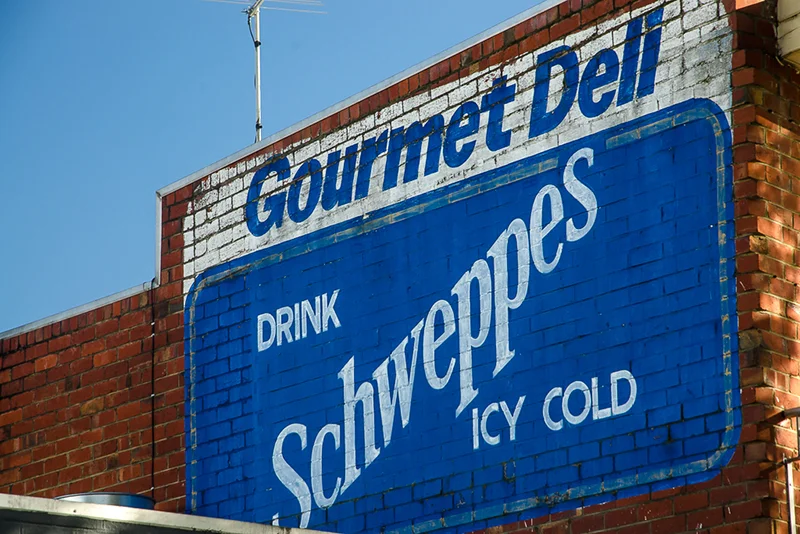 Gourmet Deli
DRINK
Schweppes
ICY COLD